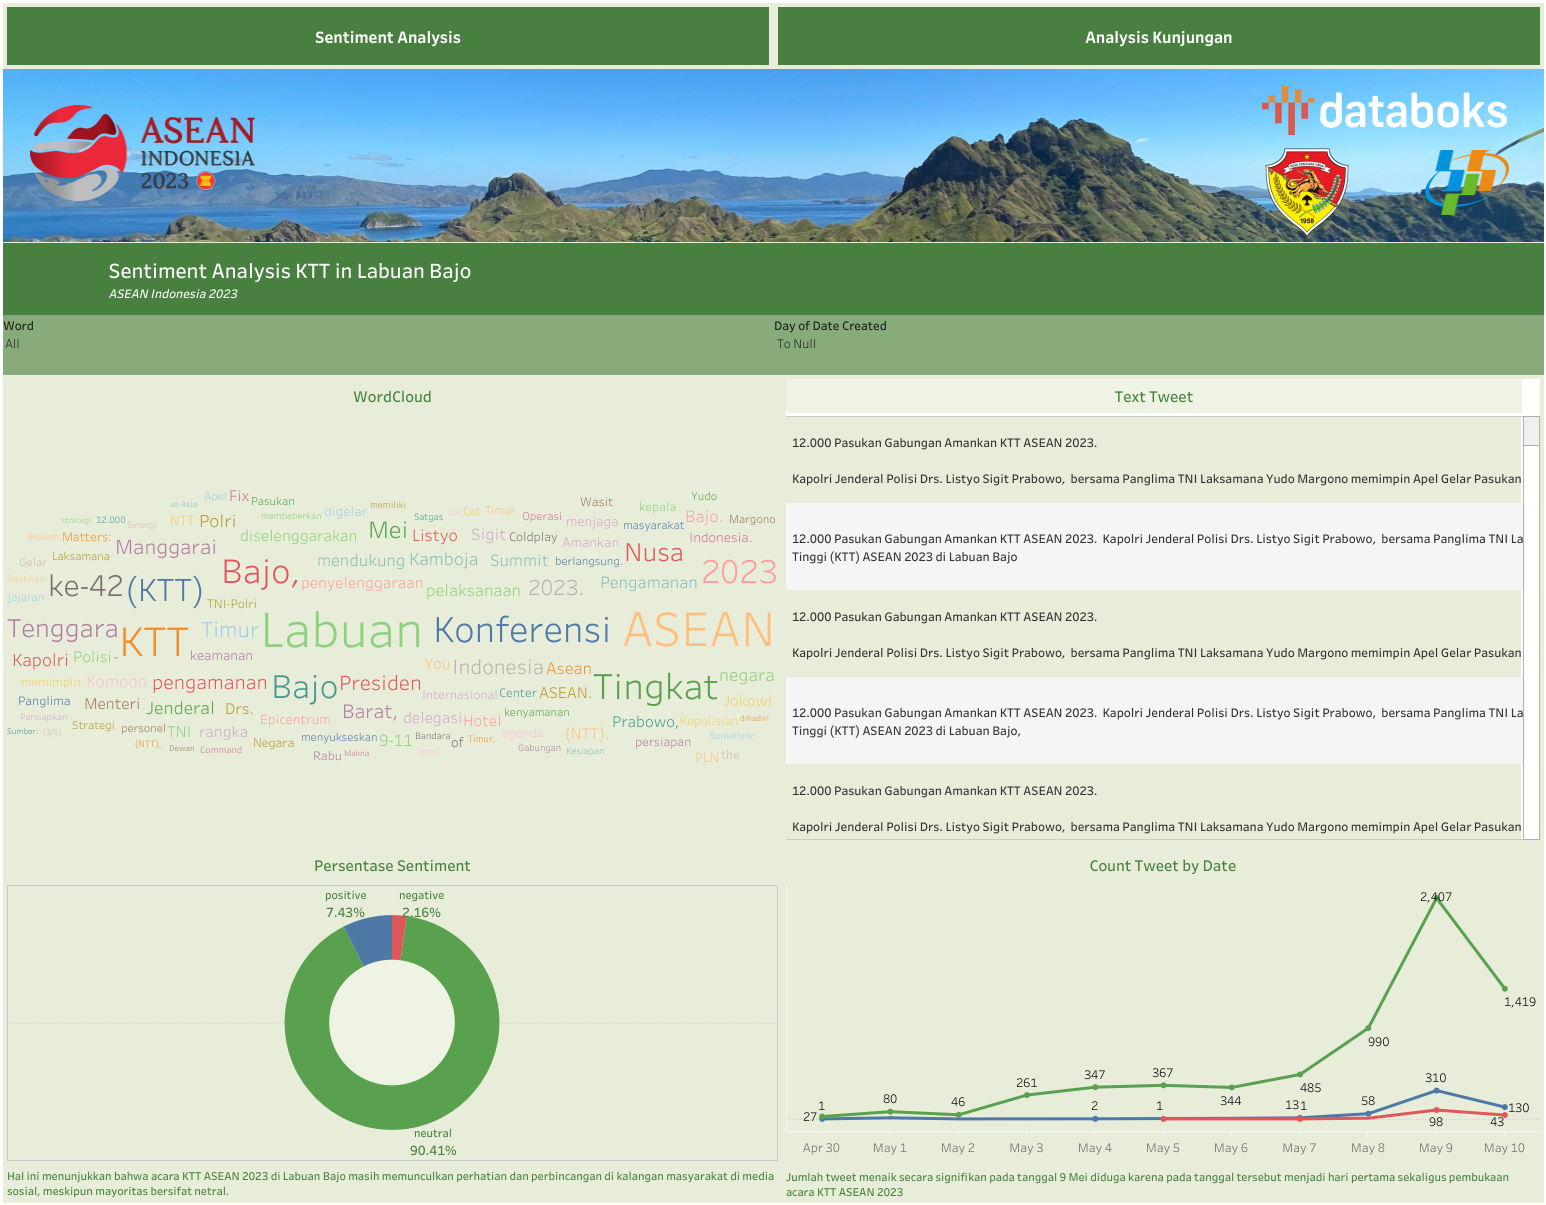 Sentiment Analysis
Analysis Kunjungan
ASEAN
INDONESIA
2023
databoks
1958
Sentiment Analysis KTT in Labuan Bajo
ASEAN Indonesia 2023
Word
All
Day of Date Created
To Null
WordCloud
se-Asia Apel Fix Pasukan memiliki Wasit Yudo
strategi 12.000 Sinergi NTT Polri membeberkan digelar Satgas Cat Timur. Operasi menjaga kepala masyarakat Bajo. Margono
Growth Matters: Manggarai diselenggarakan Mei Listyo Sigit Coldplay Amankan Indonesia.
Gelar Laksamana Bajo, mendukung Kamboja Summit berlangsung. Nusa
Pastikan jajaran ke-42 (KTT) TNI-Polri penyelenggaraan pelaksanaan 2023. Pengamanan 2023
Tenggara KTT Timur Labuan Konferensi ASEAN
Kapolri Polisi - keamanan You Indonesia Asean
memimpin Komodo pengamanan Bajo Presiden Internasional Center ASEAN. Tingkat negara
Panglima Menteri Jenderal Drs. Barat, kenyamanan Jokowi
Persiapkan Strategi personel TNI rangka Epicentrum delegasi Hotel Prabowo, Kepolisian dihadiri
Sumber: (3/5). (NTT). Dewan Command Negara menyukseskan 9-11 Bandara of Timur, agenda (NTT). persiapan Somethinc
Rabu Makna Gabungan Kesiapan PLN the
Text Tweet
12.000 Pasukan Gabungan Amankan KTT ASEAN 2023.
Kapolri Jenderal Polisi Drs. Listyo Sigit Prabowo, bersama Panglima TNI Laksamana Yudo Margono memimpin Apel Gelar Pasukan
12.000 Pasukan Gabungan Amankan KTT ASEAN 2023. Kapolri Jenderal Polisi Drs. Listyo Sigit Prabowo, bersama Panglima TNI La
Tinggi (KTT) ASEAN 2023 di Labuan Bajo
12.000 Pasukan Gabungan Amankan KTT ASEAN 2023.
Kapolri Jenderal Polisi Drs. Listyo Sigit Prabowo, bersama Panglima TNI Laksamana Yudo Margono memimpin Apel Gelar Pasukan
12.000 Pasukan Gabungan Amankan KTT ASEAN 2023. Kapolri Jenderal Polisi Drs. Listyo Sigit Prabowo, bersama Panglima TNI La
Tinggi (KTT) ASEAN 2023 di Labuan Bajo,
12.000 Pasukan Gabungan Amankan KTT ASEAN 2023.
Kapolri Jenderal Polisi Drs. Listyo Sigit Prabowo, bersama Panglima TNI Laksamana Yudo Margono memimpin Apel Gelar Pasukan
Persentase Sentiment
positive
7.43%
negative
2.16%
neutral
90.41%
Hal ini menunjukkan bahwa acara KTT ASEAN 2023 di Labuan Bajo masih memunculkan perhatian dan perbincangan di kalangan masyarakat di media
sosial, meskipun mayoritas bersifat netral.
Count Tweet by Date
2,407
1,419
990
261 347 367 344 485
27 1 80 46 2 1 13 1 58 310 130
98 43
Apr 30 May 1 May 2 May 3 May 4 May 5 May 6 May 7 May 8 May 9 May 10
Jumlah tweet menaik secara signifikan pada tanggal 9 Mei diduga karena pada tanggal tersebut menjadi hari pertama sekaligus pembukaan
acara KTT ASEAN 2023